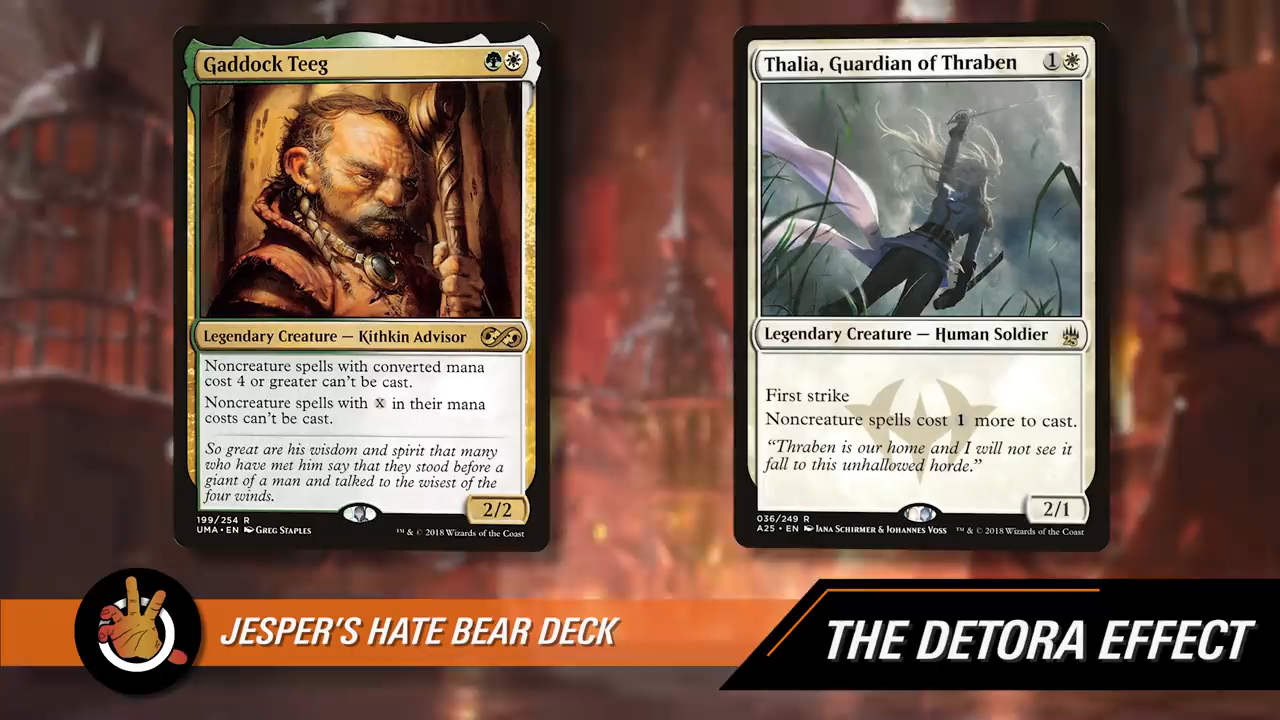 Gaddock Teeg
Legendary Creature — Kithkin Advisor
Noncreature spells with converted mana
cost 4 or greater can't be cast.
Noncreature spells with X in their mana
costs can't be cast.
So great are his wisdom and spirit that many
who have met him say that they stood before a
giant of a man and talked to the wisest of the
four winds.
2/2
199/254 R
UMA • EN Greg Staples
™ & © 2018 Wizards of the Coast
Thalia, Guardian of Thraben 1
Legendary Creature — Human Soldier
First strike
Noncreature spells cost 1 more to cast.
“Thraben is our home and I will not see it
fall to this unhallowed horde.”
2/1
036/249 R
A25 • EN Iana Schirmer & Johannes Voss ™ & © 2018 Wizards of the Coast
JESPER'S HATE BEAR DECK
THE DETORA EFFECT